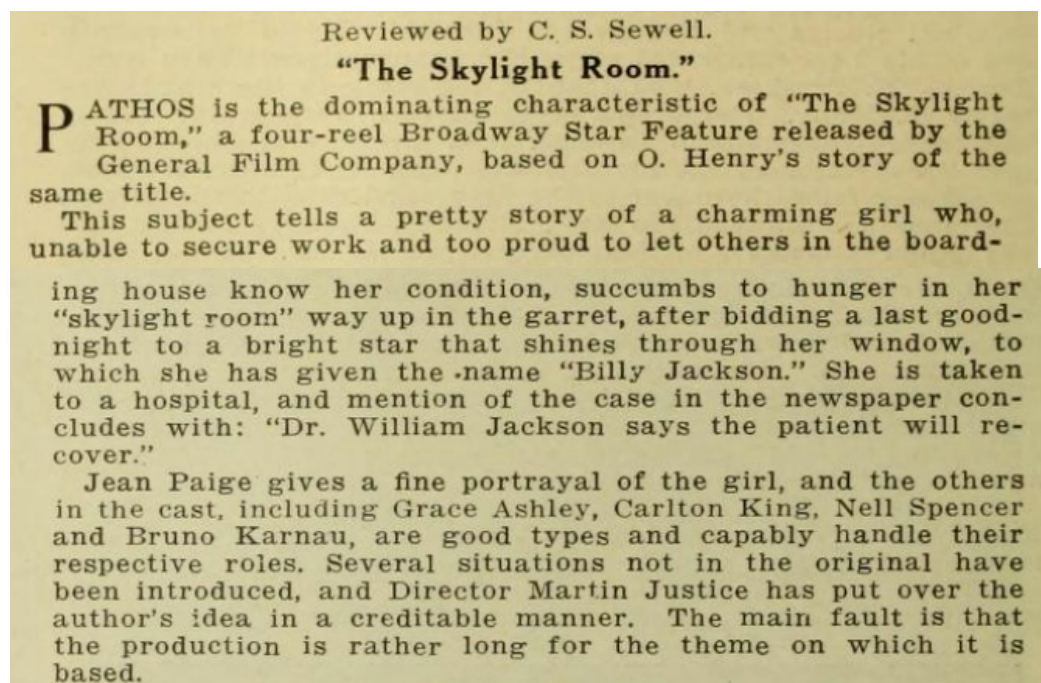 Reviewed by C. S. Sewell.
"The Skylight Room."
PATHOS is the dominating characteristic of "The Skylight
Room," a four-reel Broadway Star Feature released by the
General Film Company, based on O. Henry's story of the
same title.
This subject tells a pretty story of a charming girl who,
unable to secure work and too proud to let others in the board-
ing house know her condition, succumbs to hunger in her
"skylight room" way up in the garret, after bidding a last good-
night to a bright star that shines through her window, to
which she has given the name "Billy Jackson." She is taken
to a hospital, and mention of the case in the newspaper con-
cludes with: "Dr. William Jackson says the patient will re-
cover."
Jean Paige gives a fine portrayal of the girl, and the others
in the cast, including Grace Ashley, Carlton King, Nell Spencer
and Bruno Karnau, are good types and capably handle their
respective roles. Several situations not in the original have
been introduced, and Director Martin Justice has put over the
author's idea in a creditable manner. The main fault is that
the production is rather long for the theme on which it is
based.